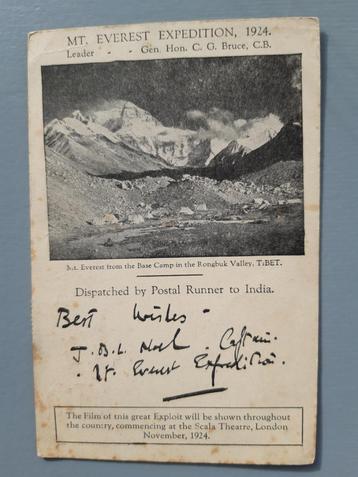 MT. EVEREST EXPEDITION, 1924.
Leader - - Gen. Hon. C. G. Bruce, C.B.
Mt. Everest from the Base Camp in the Rongbuk Valley, TIBET.
Dispatched by Postal Runner to India.
Best Wishes -
J. B. L. Noel. Captain.
. Mt. Everest Expedition.
The Film of this great Exploit will be shown throughout
the country, commencing at the Scala Theatre, London
November, 1924.